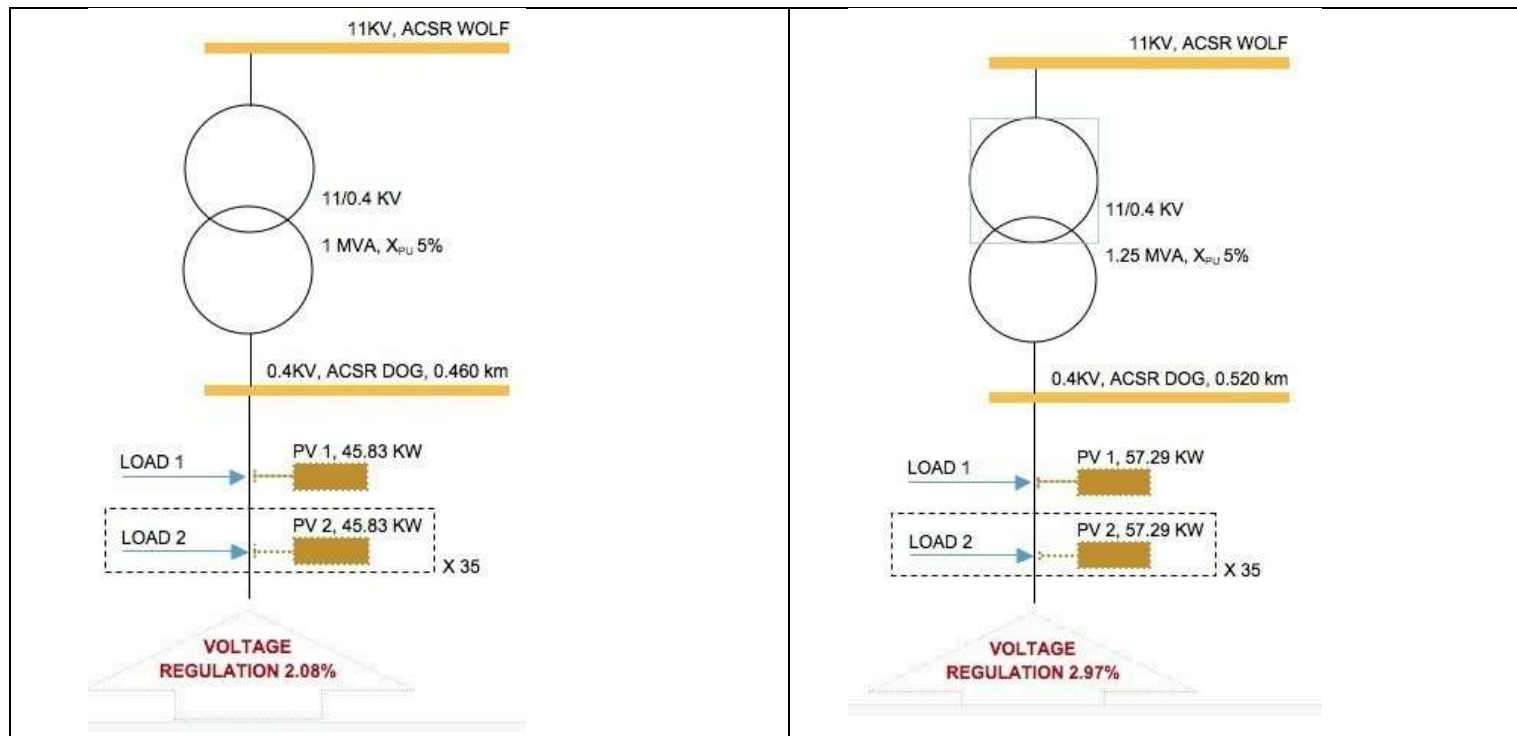 11KV, ACSR WOLF
11/0.4 KV
1 MVA, XPU 5%
0.4KV, ACSR DOG, 0.460 km
PV 1, 45.83 KW
LOAD 1
PV 2, 45.83 KW
LOAD 2
X 35
VOLTAGE
REGULATION 2.08%
11KV, ACSR WOLF
11/0.4 KV
1.25 MVA, XPU 5%
0.4KV, ACSR DOG, 0.520 km
PV 1, 57.29 KW
LOAD 1
PV 2, 57.29 KW
LOAD 2
X 35
VOLTAGE
REGULATION 2.97%